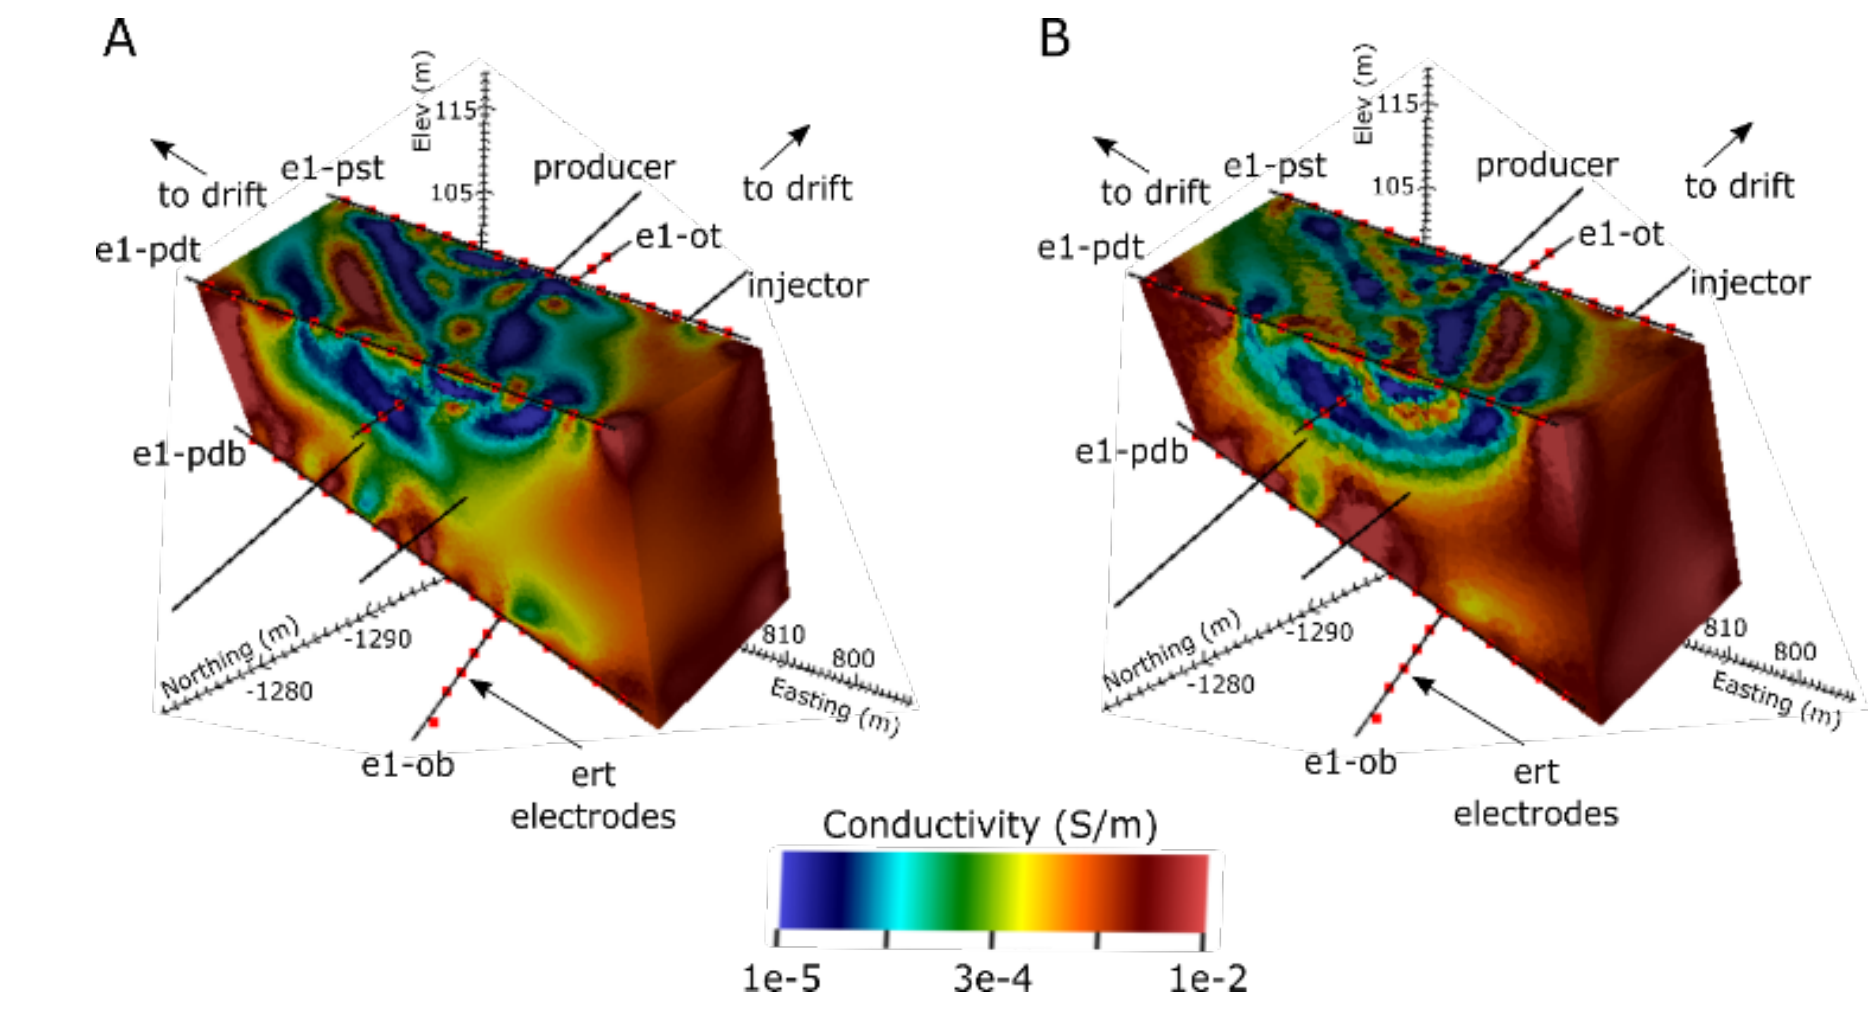 A
Elev (m)
115
105
to drift
e1-pst
producer
to drift
e1-pdt
e1-ot
injector
e1-pdb
Northing (m)
-1290
-1280
810
800
Easting (m)
e1-ob
ert
electrodes
B
Elev (m)
115
105
to drift
e1-pst
producer
to drift
e1-pdt
e1-ot
injector
e1-pdb
Northing (m)
-1290
-1280
810
800
Easting (m)
e1-ob
ert
electrodes
Conductivity (S/m)
1e-5 3e-4 1e-2